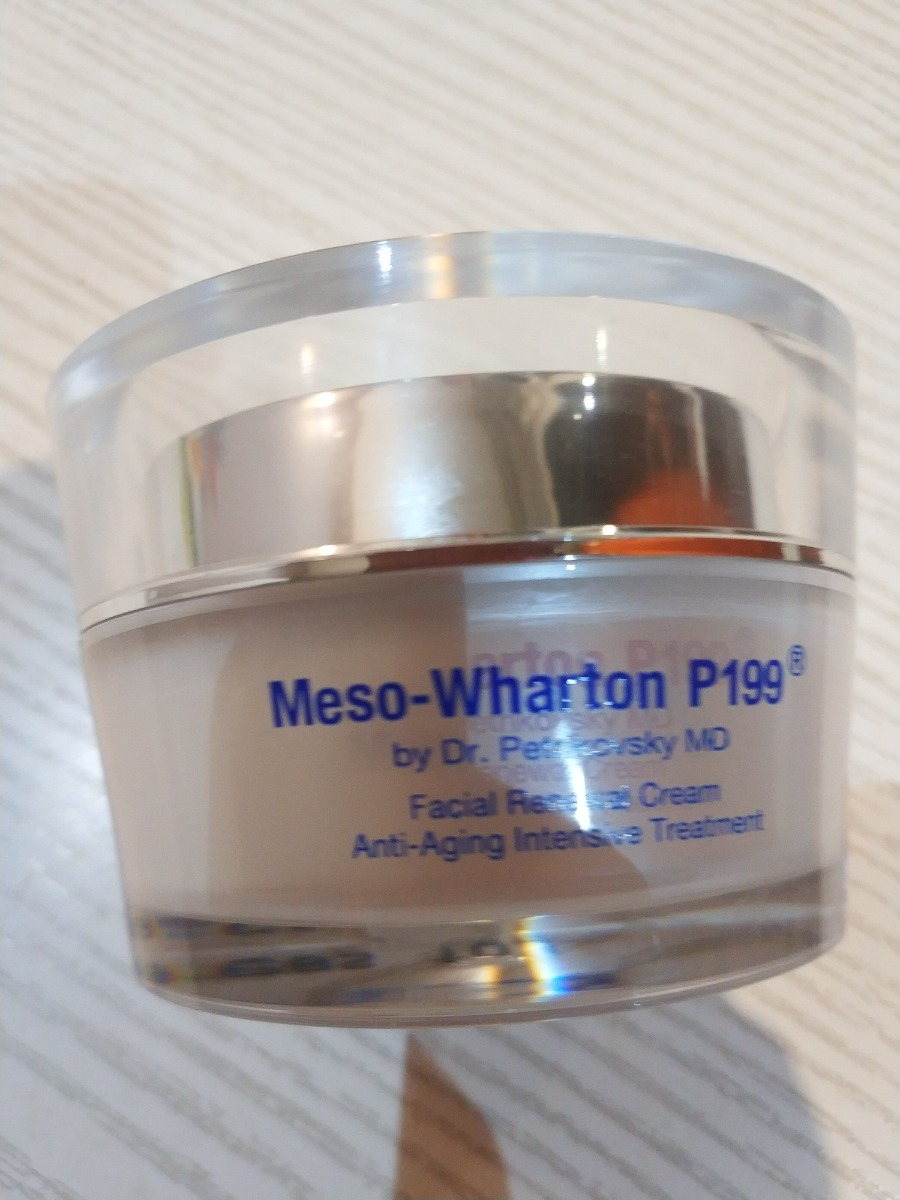 Meso-Wharton P199®
by Dr. Petrikovsky MD
Facial Renewal Cream
Anti-Aging Intensive Treatment